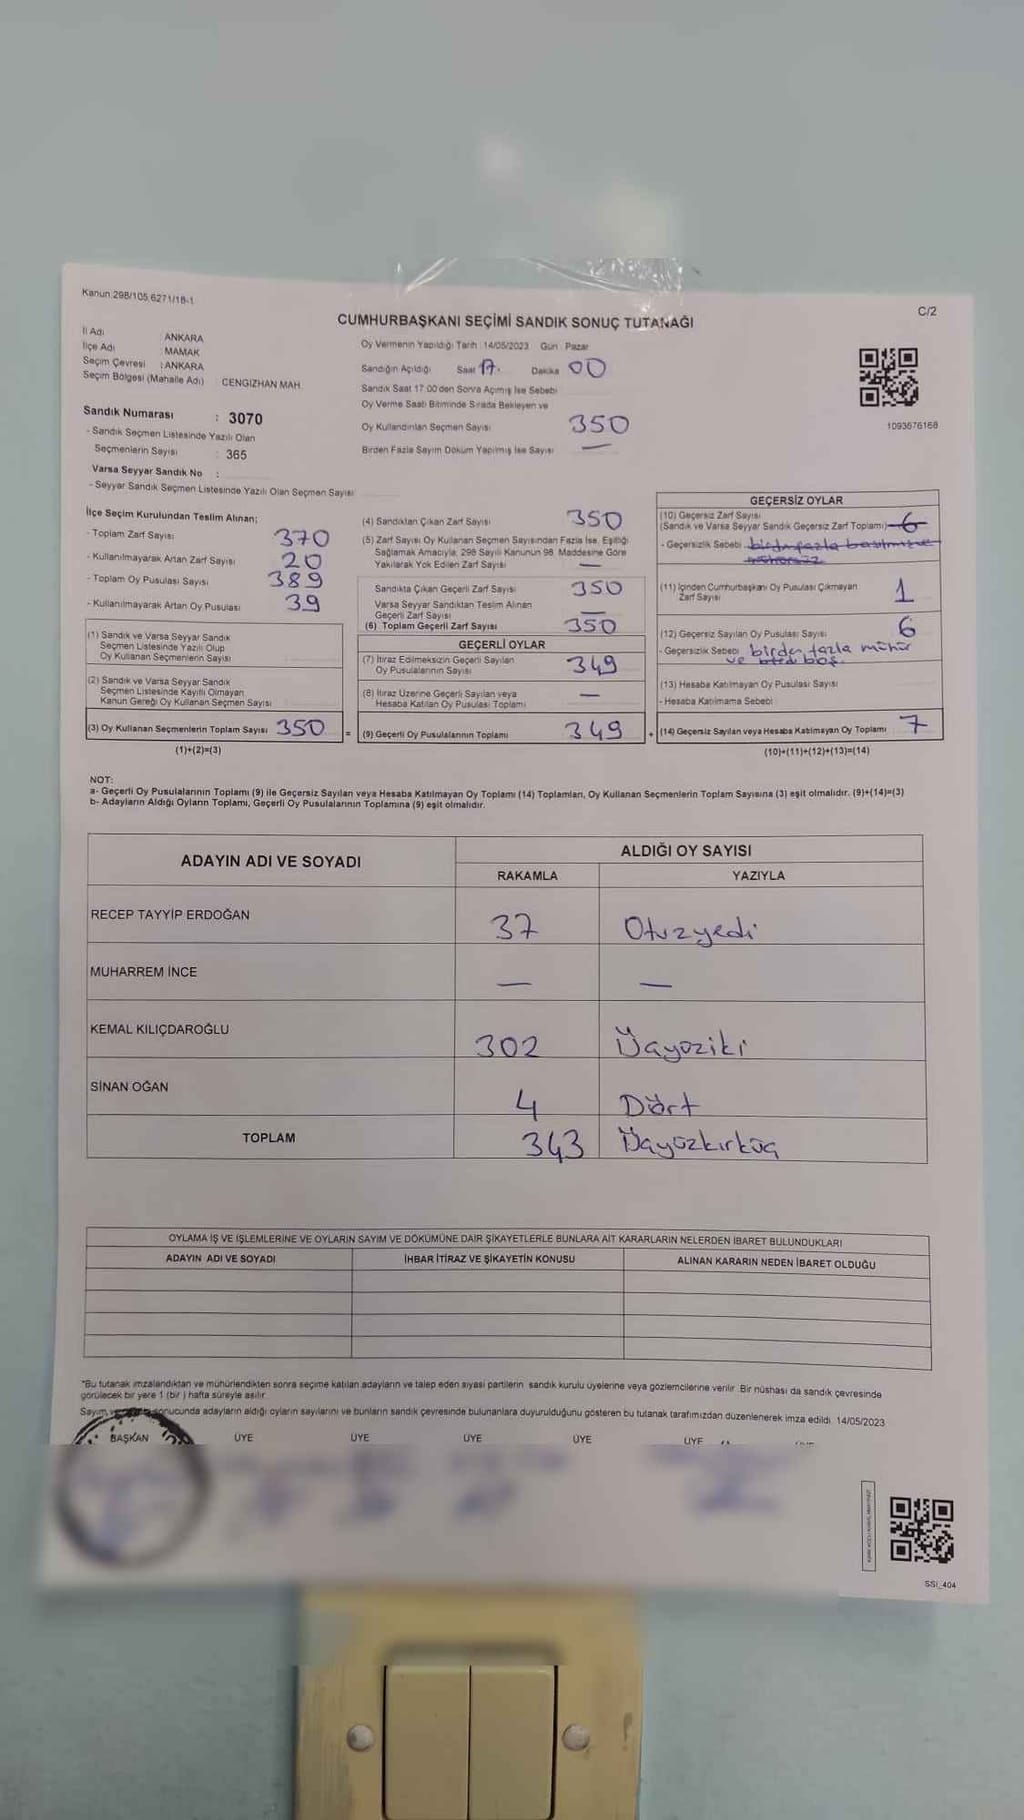 Kanun 298/105,6271/18-1
C/2
CUMHURBAŞKANI SEÇİMİ SANDIK SONUÇ TUTANAĞI
İl Adı : ANKARA
İlçe Adı : MAMAK
Seçim Çevresi : ANKARA
Seçim Bölgesi (Mahalle Adı) CENGİZHAN MAH.
Sandık Numarası : 3070
- Sandık Seçmen Listesinde Yazılı Olan
Seçmenlerin Sayısı : 365
Varsa Seyyar Sandık No :
- Seyyar Sandık Seçmen Listesinde Yazılı Olan Seçmen Sayısı
Oy Vermenin Yapıldığı Tarih : 14/05/2023 Gün : Pazar
Sandığın Açıldığı Saat 17. Dakika 00
Sandık Saat 17:00'den Sonra Açılmış İse Sebebi
Oy Verme Saati Bitiminde Sırada Bekleyen ve
Oy Kullandırılan Seçmen Sayısı 350
Birden Fazla Sayım Döküm Yapılmış İse Sayısı —
1093676168
İlçe Seçim Kurulundan Teslim Alınan;
- Toplam Zarf Sayısı 370
- Kullanılmayarak Artan Zarf Sayısı 20
- Toplam Oy Pusulası Sayısı 389
- Kullanılmayarak Artan Oy Pusulası 39
(1) Sandık ve Varsa Seyyar Sandık
Seçmen Listesinde Yazılı Olup
Oy Kullanan Seçmenlerin Sayısı
(2) Sandık ve Varsa Seyyar Sandık
Seçmen Listesinde Kayıtlı Olmayan
Kanun Gereği Oy Kullanan Seçmen Sayısı
(3) Oy Kullanan Seçmenlerin Toplam Sayısı 350 =
(1)+(2)=(3)
(4) Sandıktan Çıkan Zarf Sayısı 350
(5) Zarf Sayısı Oy Kullanan Seçmen Sayısından Fazla İse, Eşitliği
Sağlamak Amacıyla; 298 Sayılı Kanunun 98. Maddesine Göre
Yakılarak Yok Edilen Zarf Sayısı —
Sandıkta Çıkan Geçerli Zarf Sayısı 350
Varsa Seyyar Sandıktan Teslim Alınan
Geçerli Zarf Sayısı —
(6) Toplam Geçerli Zarf Sayısı 350
GEÇERLİ OYLAR
(7) İtiraz Edilmeksizin Geçerli Sayılan
Oy Pusulalarının Sayısı 349
(8) İtiraz Üzerine Geçerli Sayılan veya
Hesaba Katılan Oy Pusulası Toplamı —
(9) Geçerli Oy Pusulalarının Toplamı 349 +
GEÇERSİZ OYLAR
(10) Geçersiz Zarf Sayısı
(Sandık ve Varsa Seyyar Sandık Geçersiz Zarf Toplamı) 6
- Geçersizlik Sebebi birden fazla
(11) İçinden Cumhurbaşkanı Oy Pusulası Çıkmayan
Zarf Sayısı 1
(12) Geçersiz Sayılan Oy Pusulası Sayısı 6
- Geçersizlik Sebebi birden fazla mühür
ve boş.
(13) Hesaba Katılmayan Oy Pusulası Sayısı
- Hesaba Katılmama Sebebi
(14) Geçersiz Sayılan veya Hesaba Katılmayan Oy Toplamı 7
(10)+(11)+(12)+(13)=(14)
NOT:
a- Geçerli Oy Pusulalarının Toplamı (9) ile Geçersiz Sayılan veya Hesaba Katılmayan Oy Toplamı (14) Toplamları, Oy Kullanan Seçmenlerin Toplam Sayısına (3) eşit olmalıdır. (9)+(14)=(3)
b- Adayların Aldığı Oyların Toplamı, Geçerli Oy Pusulalarının Toplamına (9) eşit olmalıdır.
ADAYIN ADI VE SOYADI
ALDIĞI OY SAYISI
RAKAMLA YAZIYLA
RECEP TAYYİP ERDOĞAN 37 Otuzyedi
MUHARREM İNCE — —
KEMAL KILIÇDAROĞLU 302 Üçyüziki
SİNAN OĞAN 4 Dört
TOPLAM 343 Üçyüzkırküç
OYLAMA İŞ VE İŞLEMLERİNE VE OYLARIN SAYIM VE DÖKÜMÜNE DAİR ŞİKAYETLERLE BUNLARA AİT KARARLARIN NELERDEN İBARET BULUNDUKLARI
ADAYIN ADI VE SOYADI İHBAR İTİRAZ VE ŞİKAYETİN KONUSU ALINAN KARARIN NEDEN İBARET OLDUĞU
*Bu tutanak imzalandıktan ve mühürlendikten sonra seçime katılan adayların ve talep eden siyasi partilerin sandık kurulu üyelerine veya gözlemcilerine verilir. Bir nüshası da sandık çevresinde
görülecek bir yere 1 (bir) hafta süreyle asılır.
Sayım ve sonucunda adayların aldığı oyların sayılarını ve bunların sandık çevresinde bulunanlara duyurulduğunu gösteren bu tutanak tarafımızdan düzenlenerek imza edildi. 14/05/2023
BAŞKAN ÜYE ÜYE ÜYE ÜYE ÜYE
SSI_404